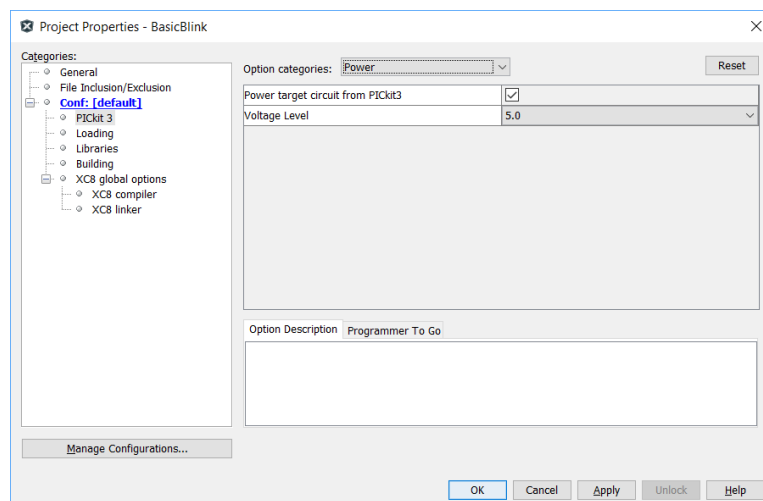 Project Properties - BasicBlink
Categories:
General
File Inclusion/Exclusion
Conf: [default]
PICkit 3
Loading
Libraries
Building
XC8 global options
XC8 compiler
XC8 linker
Manage Configurations...
Option categories: Power Reset
Power target circuit from PICkit3
Voltage Level 5.0
Option Description Programmer To Go
OK Cancel Apply Unlock Help